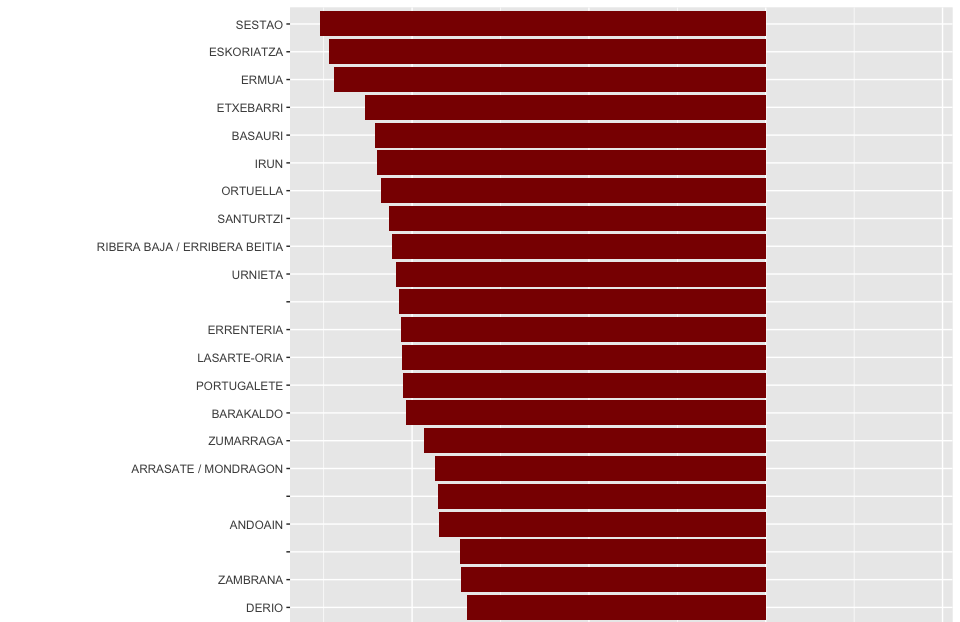 SESTAO
ESKORIATZA
ERMUA
ETXEBARRI
BASAURI
IRUN
ORTUELLA
SANTURTZI
RIBERA BAJA / ERRIBERA BEITIA
URNIETA
ERRENTERIA
LASARTE-ORIA
PORTUGALETE
BARAKALDO
ZUMARRAGA
ARRASATE / MONDRAGON
ANDOAIN
ZAMBRANA
DERIO